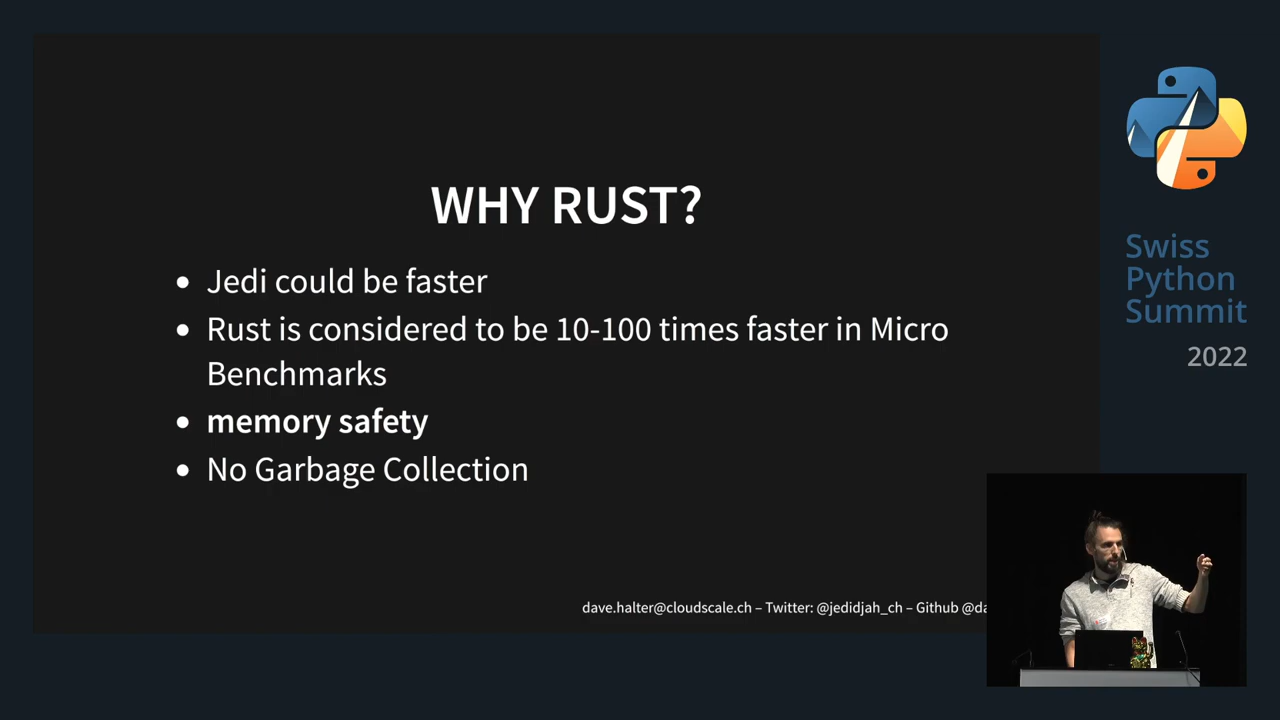 WHY RUST?
• Jedi could be faster
• Rust is considered to be 10-100 times faster in Micro
Benchmarks
• memory safety
• No Garbage Collection
dave.halter@cloudscale.ch – Twitter: @jedidjah_ch – Github
Swiss
Python
Summit
2022